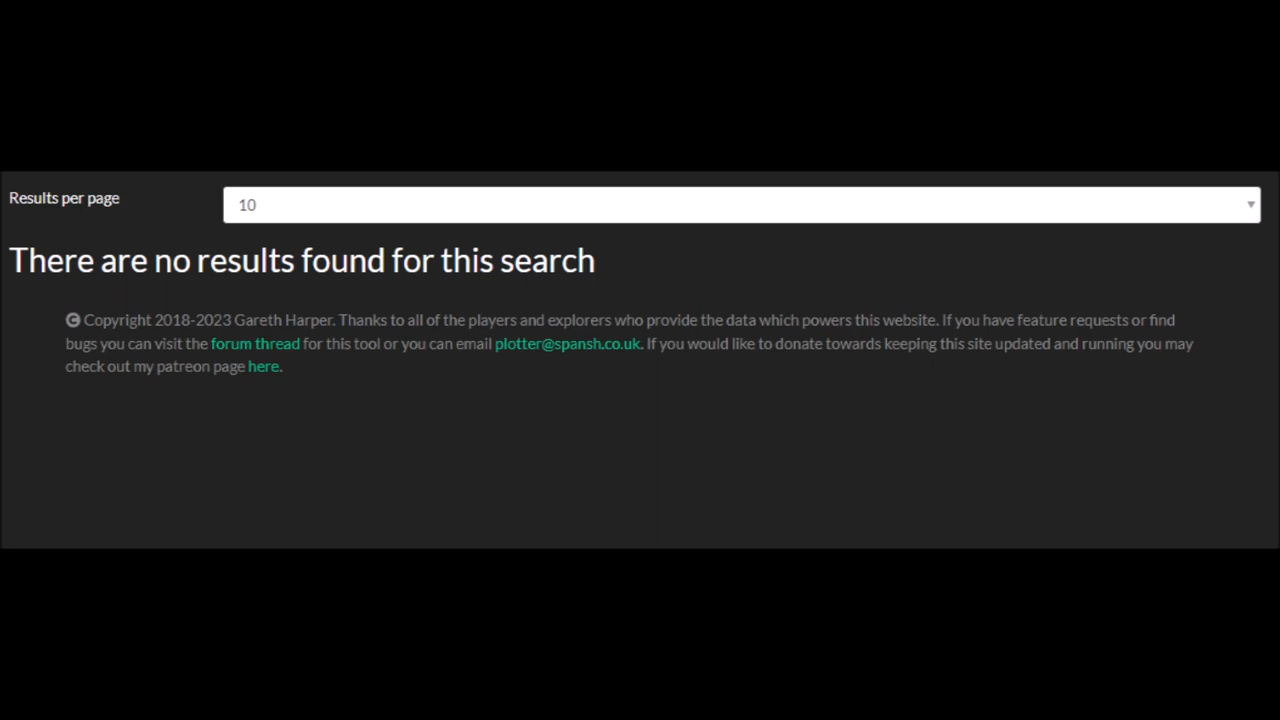 Results per page
10
There are no results found for this search
Copyright 2018-2023 Gareth Harper. Thanks to all of the players and explorers who provide the data which powers this website. If you have feature requests or find
bugs you can visit the forum thread for this tool or you can email plotter@spansh.co.uk. If you would like to donate towards keeping this site updated and running you may
check out my patreon page here.